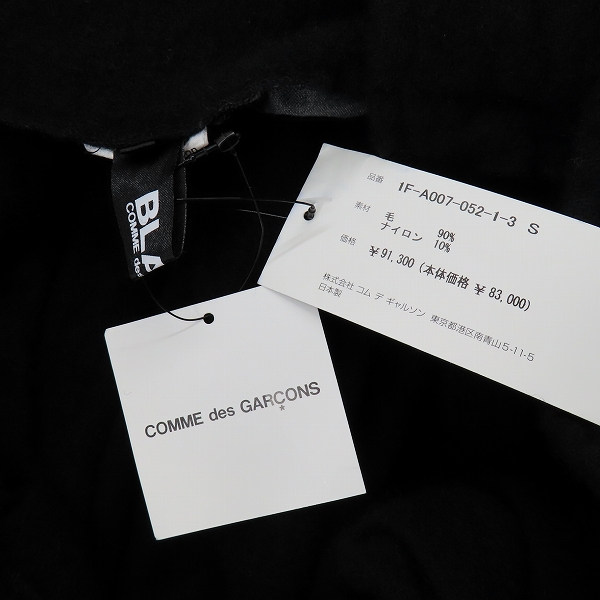 品番 1F-A007-052-1-3 S
素材 毛 90%
ナイロン 10%
価格 ¥ 91,300 (本体価格 ¥ 83,000)
株式会社 コム デ ギャルソン 東京都港区南青山5-11-5
日本製
BLA
COMME des
COMME des GARÇONS